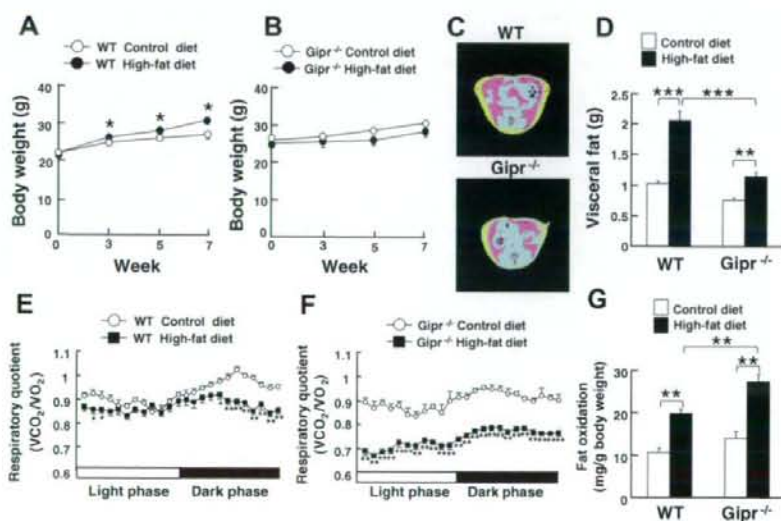 A
WT Control diet
WT High-fat diet
Body weight (g)
40
30
20
10
0
* * *
0 3 5 7
Week
B
Gipr-/- Control diet
Gipr-/- High-fat diet
Body weight (g)
40
30
20
10
0
0 3 5 7
Week
C
WT
Gipr-/-
D
Control diet
High-fat diet
Visceral fat (g)
2.5
2
1.5
1
0.5
*** ***
**
WT Gipr-/-
E
WT Control diet
WT High-fat diet
Respiratory quotient
(VCO2/VO2)
1.1
1
0.9
0.8
0.6
Light phase Dark phase
F
Gipr-/- Control diet
Gipr-/- High-fat diet
Respiratory quotient
(VCO2/VO2)
1.1
1
0.9
0.8
0.7
0.6
Light phase Dark phase
G
Control diet
High-fat diet
Fat oxidation
(mg/g body weight)
30
20
10
0
** ** **
WT Gipr-/-